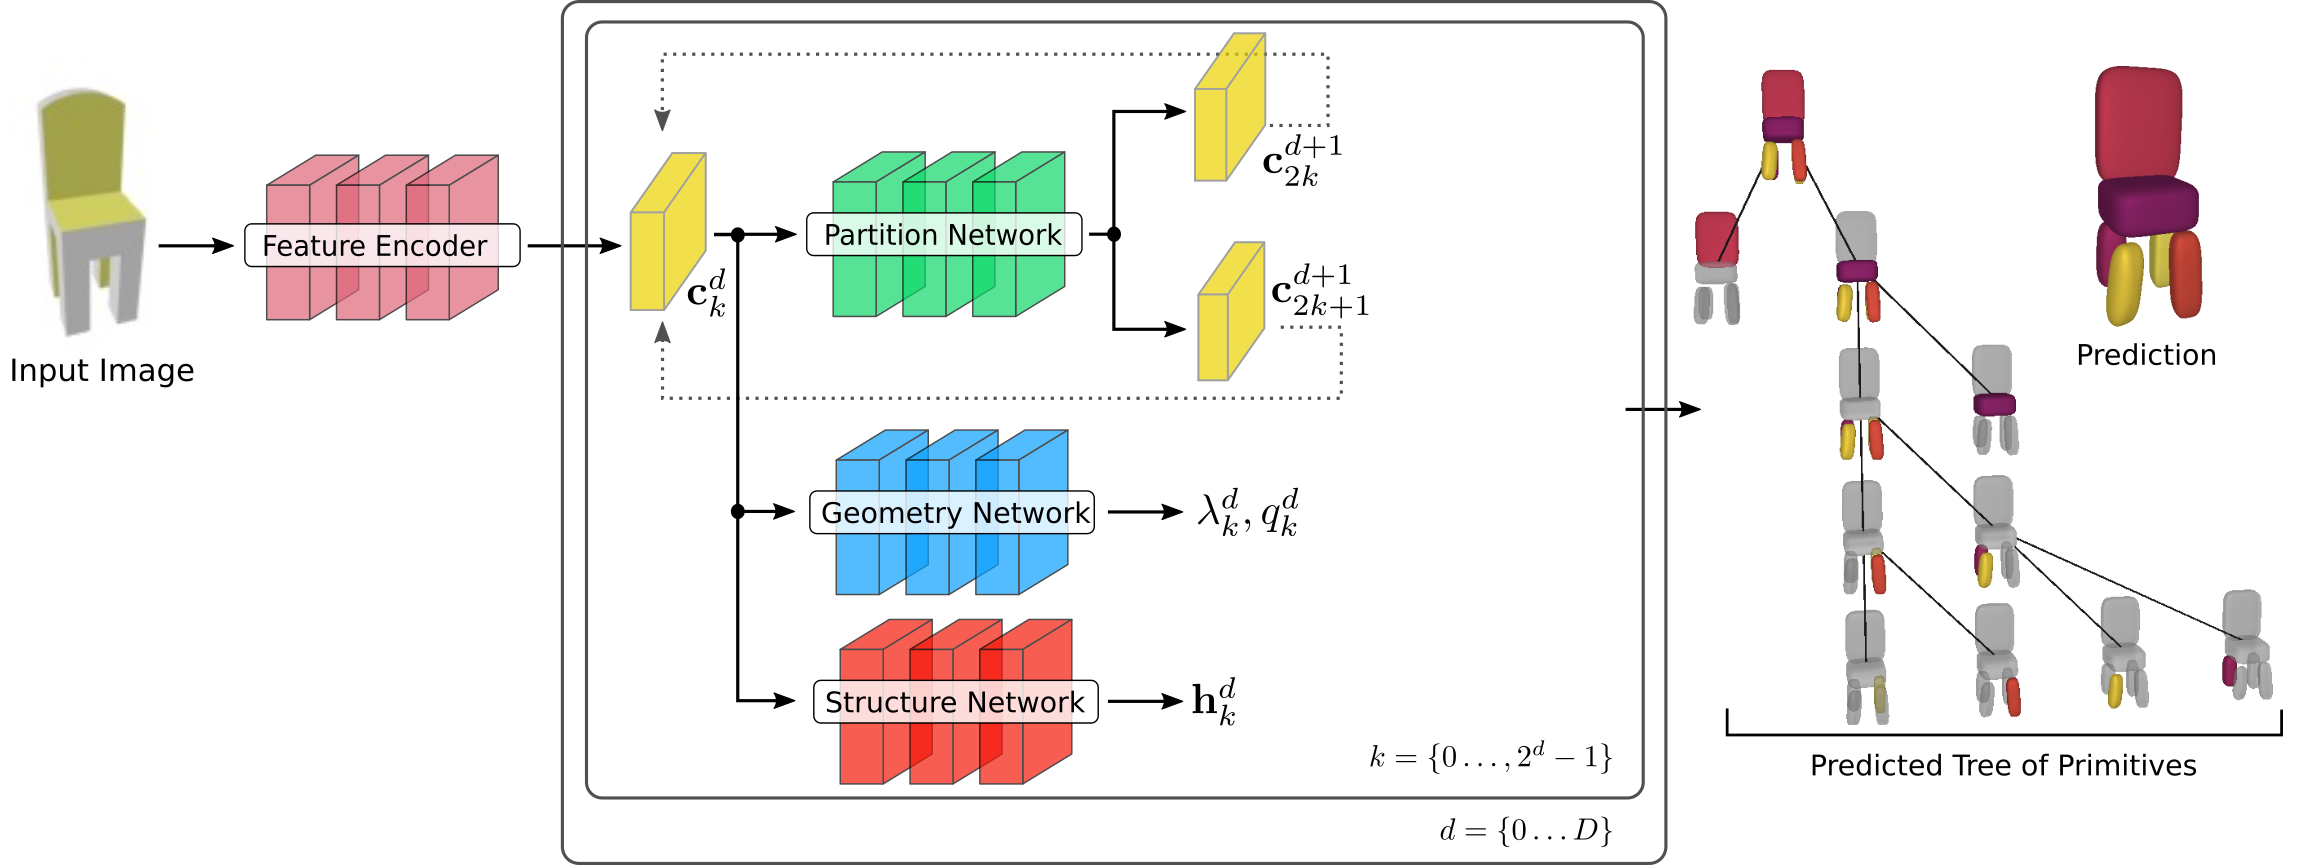 Input Image
Feature Encoder
$\mathbf{c}_k^d$
Partition Network
$\mathbf{c}_{2k}^{d+1}$
$\mathbf{c}_{2k+1}^{d+1}$
Geometry Network
$\lambda_k^d, q_k^d$
Structure Network
$\mathbf{h}_k^d$
$k = \{0 \ldots, 2^d - 1\}$
$d = \{0 \ldots D\}$
Prediction
Predicted Tree of Primitives